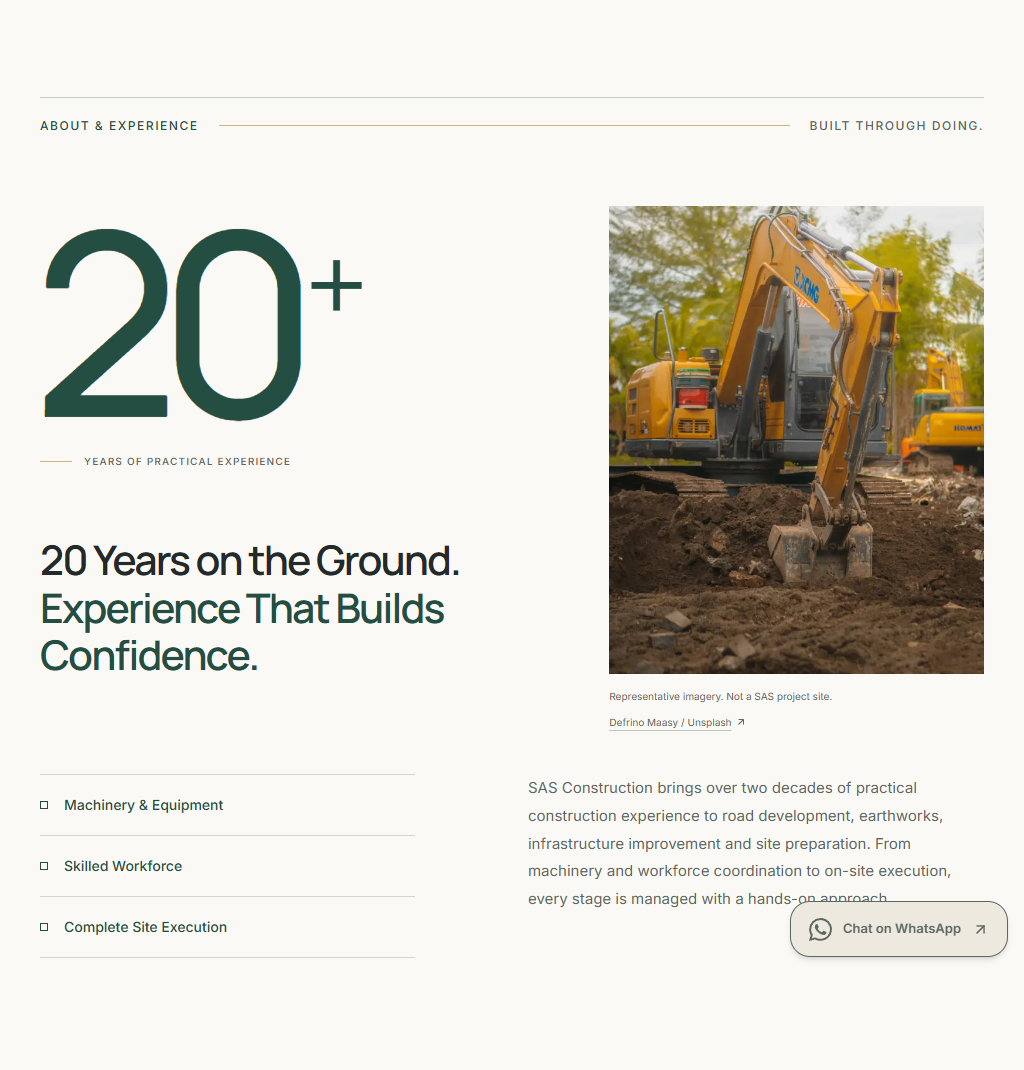 ABOUT & EXPERIENCE
BUILT THROUGH DOING.
20+
YEARS OF PRACTICAL EXPERIENCE
20 Years on the Ground.
Experience That Builds
Confidence.
XCMG
KOMAT
Representative imagery. Not a SAS project site.
Defrino Maasy / Unsplash
Machinery & Equipment
Skilled Workforce
Complete Site Execution
SAS Construction brings over two decades of practical
construction experience to road development, earthworks,
infrastructure improvement and site preparation. From
machinery and workforce coordination to on-site execution,
every stage is managed with a hands-on approach.
Chat on WhatsApp